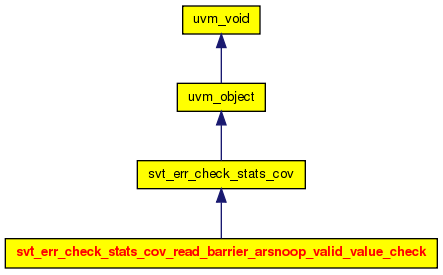 uvm_void
uvm_object
svt_err_check_stats_cov
svt_err_check_stats_cov_read_barrier_arsnoop_valid_value_check